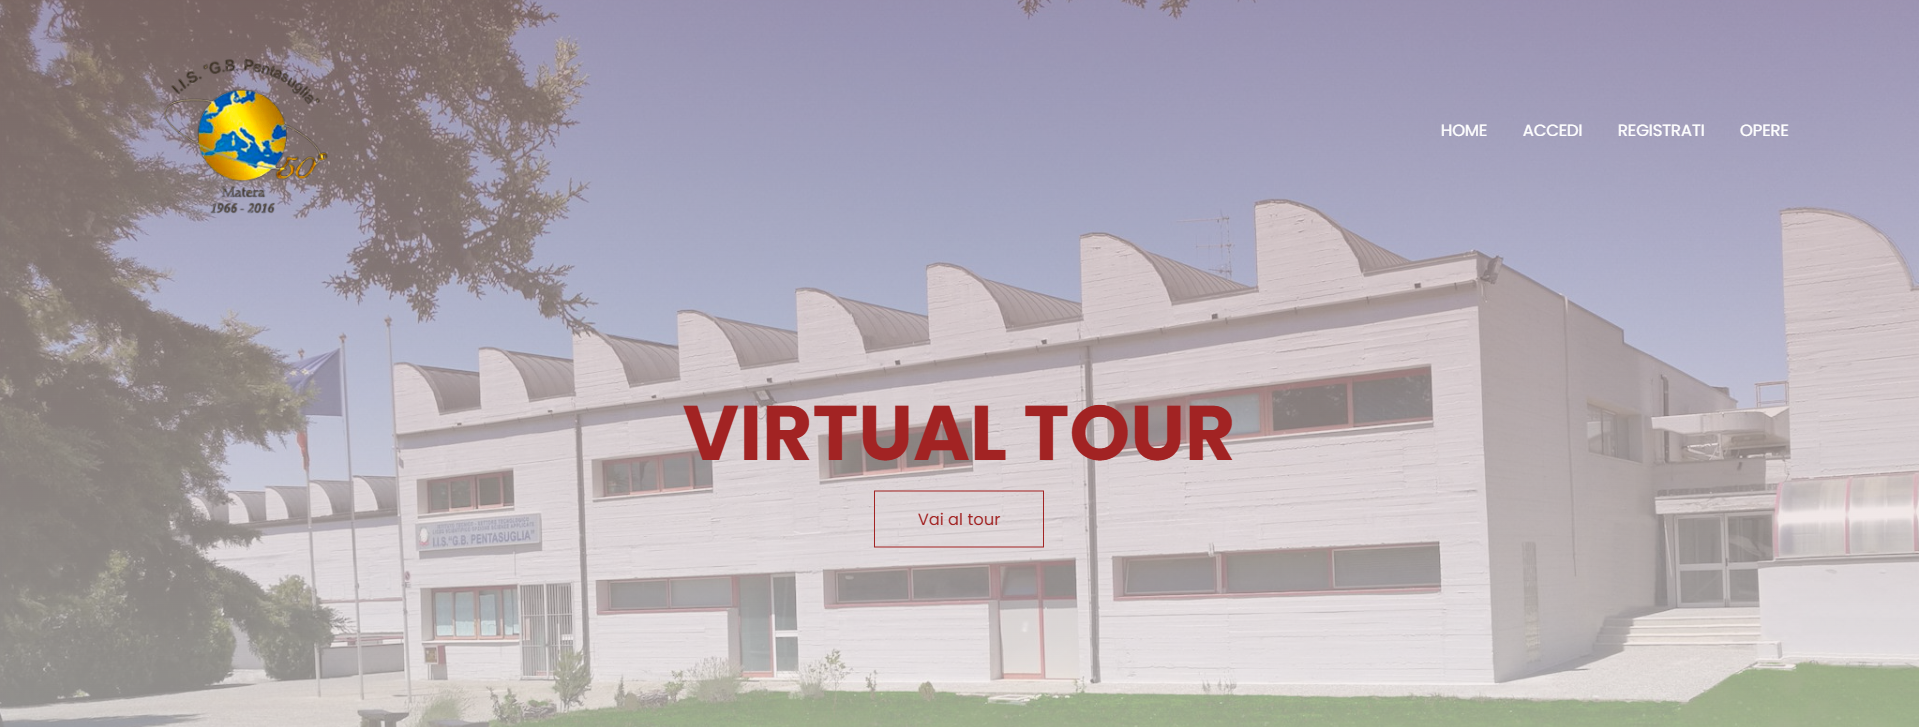 I.I.S. "G.B. Pentasuglia"
50°
Matera
1966 - 2016
HOME ACCEDI REGISTRATI OPERE
VIRTUAL TOUR
Vai al tour
I.I.S. "G.B. PENTASUGLIA"